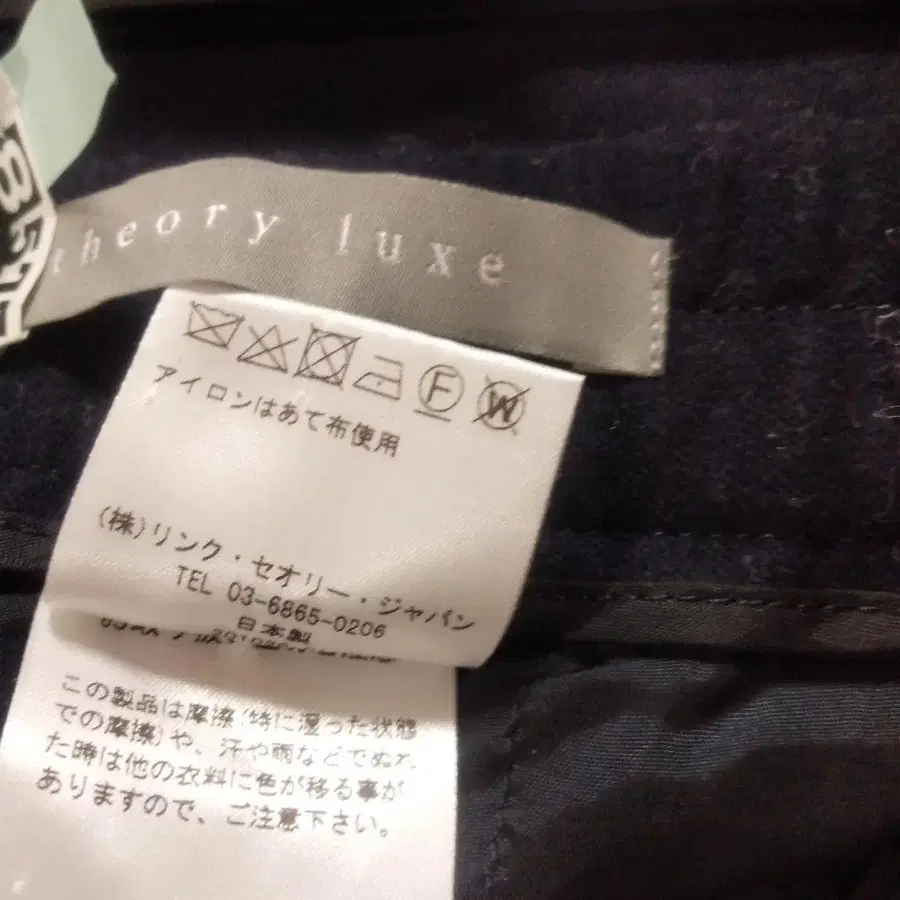 theory luxe
F W
アイロンはあて布使用
(株)リンク・セオリー・ジャパン
TEL 03-6865-0206
日本製
この製品は摩擦(特に湿った状態
での摩擦)や、汗や雨などでぬれ
た時は他の衣料に色が移る事が
ありますので、ご注意下さい。